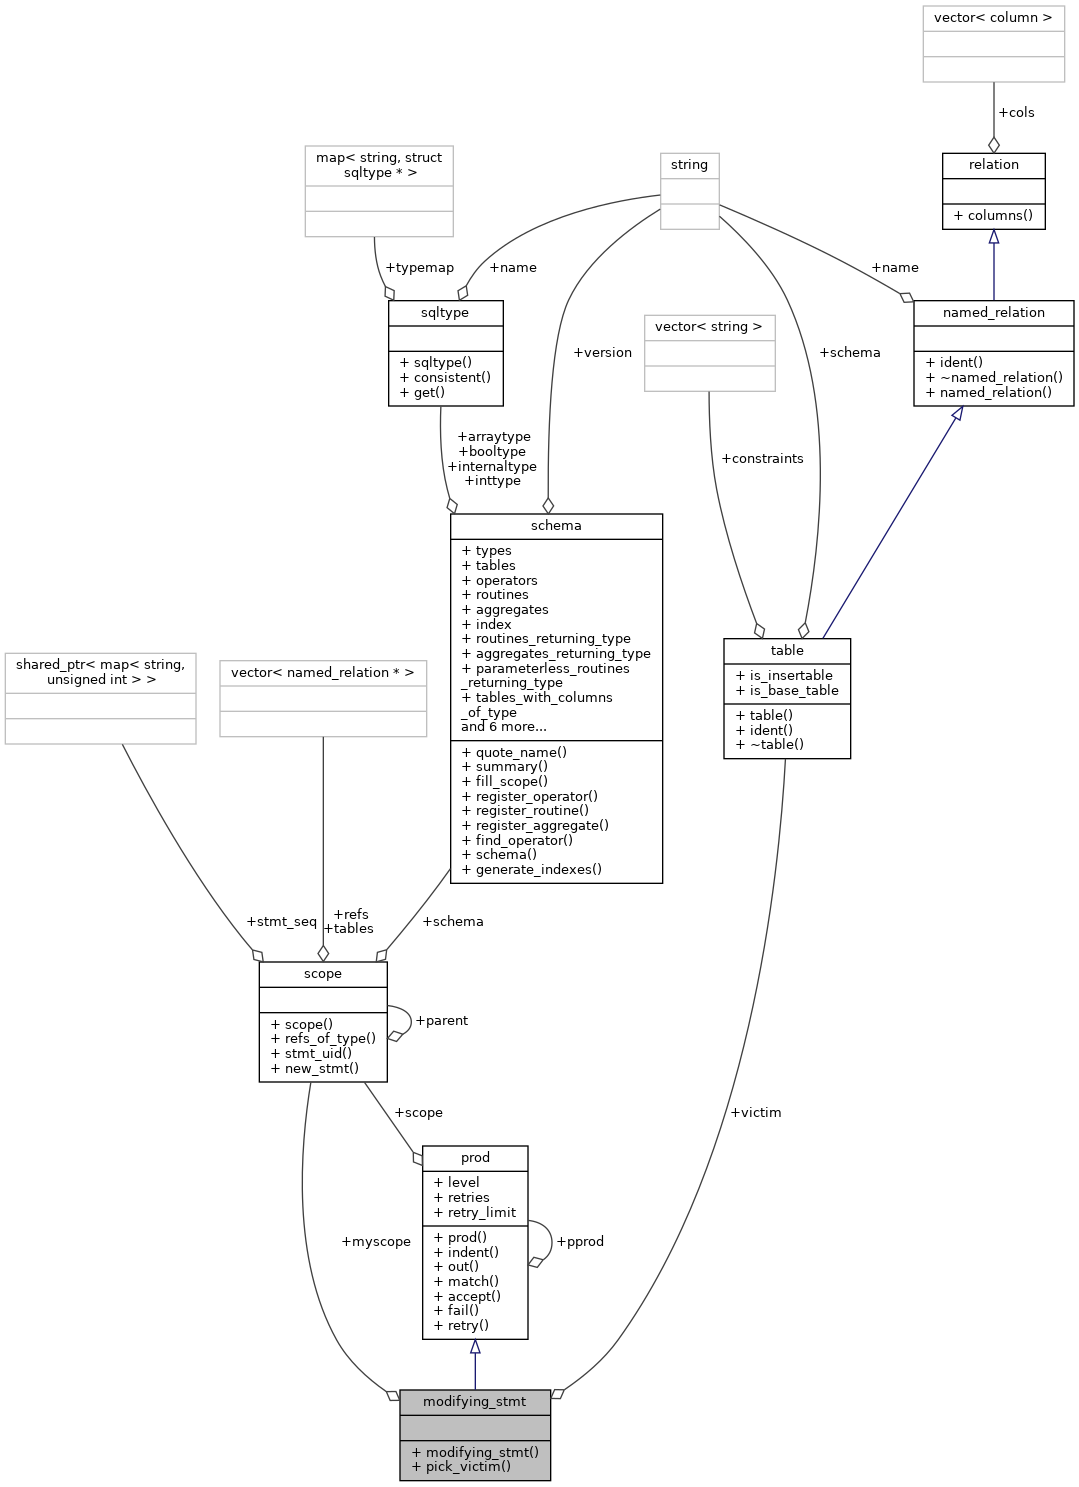 vector< column >
+cols
relation
+ columns()
map< string, struct
sqltype * >
string
+typemap
+name
+name
sqltype
+ sqltype()
+ consistent()
+ get()
vector< string >
+version
+schema
named_relation
+ ident()
+ ~named_relation()
+ named_relation()
+arraytype
+booltype
+internaltype
+inttype
+constraints
schema
+ types
+ tables
+ operators
+ routines
+ aggregates
+ index
+ routines_returning_type
+ aggregates_returning_type
+ parameterless_routines
_returning_type
+ tables_with_columns
_of_type
and 6 more...
+ quote_name()
+ summary()
+ fill_scope()
+ register_operator()
+ register_routine()
+ register_aggregate()
+ find_operator()
+ schema()
+ generate_indexes()
table
+ is_insertable
+ is_base_table
+ table()
+ ident()
+ ~table()
shared_ptr< map< string,
unsigned int > >
vector< named_relation * >
+stmt_seq
+refs
+tables
+schema
scope
+ scope()
+ refs_of_type()
+ stmt_uid()
+ new_stmt()
+parent
+scope
+victim
prod
+ level
+ retries
+ retry_limit
+ prod()
+ indent()
+ out()
+ match()
+ accept()
+ fail()
+ retry()
+myscope
+pprod
modifying_stmt
+ modifying_stmt()
+ pick_victim()